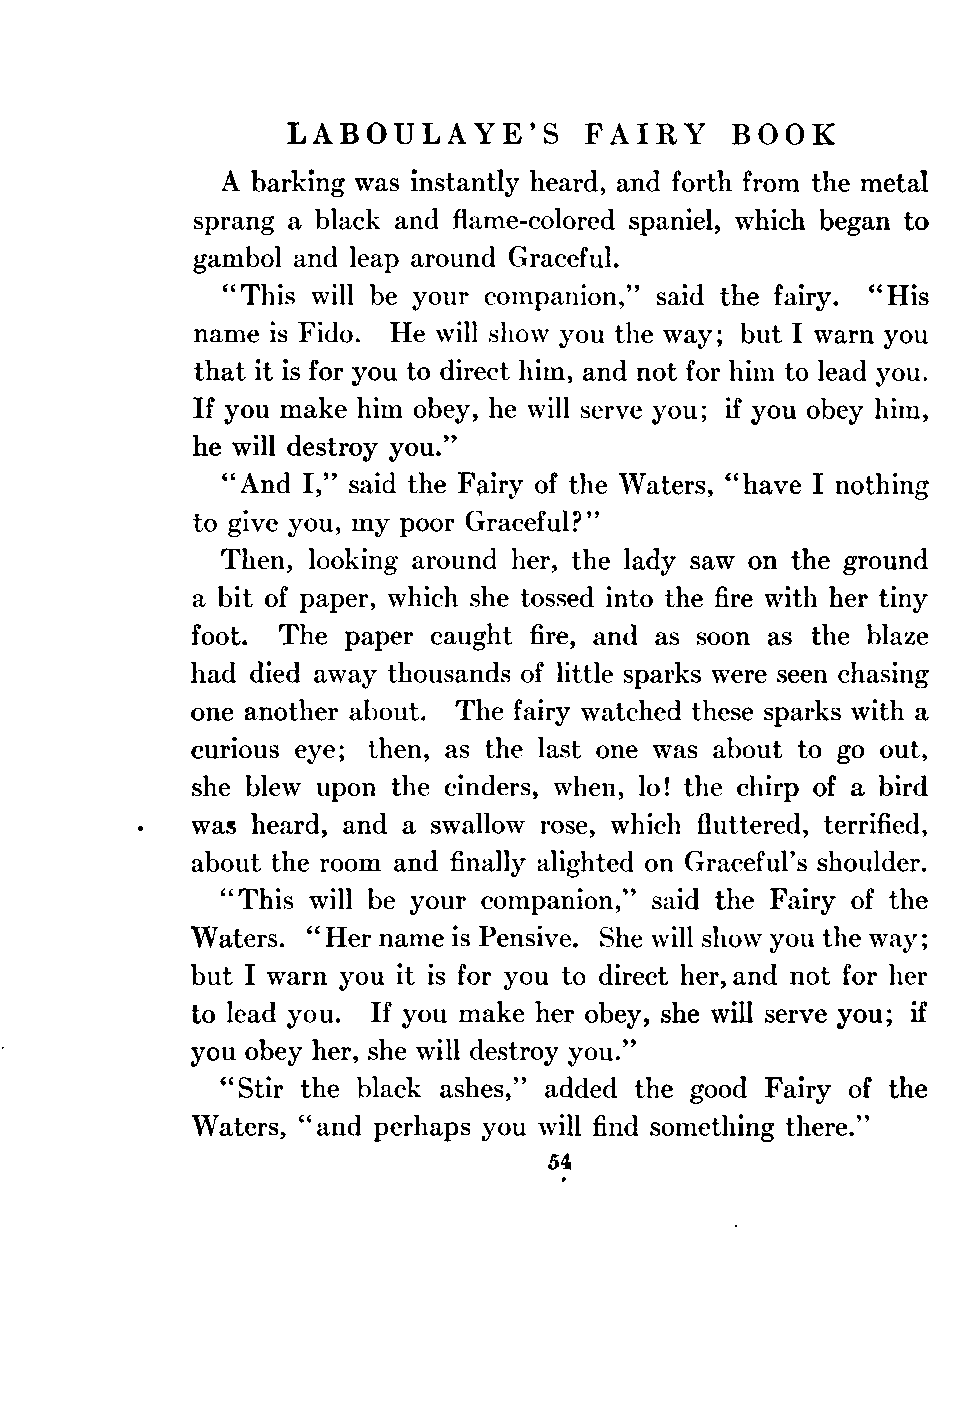 LABOULAYE'S FAIRY BOOK
A barking was instantly heard, and forth from the metal
sprang a black and flame-colored spaniel, which began to
gambol and leap around Graceful.
“This will be your companion,” said the fairy. “His
name is Fido. He will show you the way; but I warn you
that it is for you to direct him, and not for him to lead you.
If you make him obey, he will serve you; if you obey him,
he will destroy you.”
“And I,” said the Fairy of the Waters, “have I nothing
to give you, my poor Graceful?”
Then, looking around her, the lady saw on the ground
a bit of paper, which she tossed into the fire with her tiny
foot. The paper caught fire, and as soon as the blaze
had died away thousands of little sparks were seen chasing
one another about. The fairy watched these sparks with a
curious eye; then, as the last one was about to go out,
she blew upon the cinders, when, lo! the chirp of a bird
was heard, and a swallow rose, which fluttered, terrified,
about the room and finally alighted on Graceful's shoulder.
“This will be your companion,” said the Fairy of the
Waters. “Her name is Pensive. She will show you the way;
but I warn you it is for you to direct her, and not for her
to lead you. If you make her obey, she will serve you; if
you obey her, she will destroy you.”
“Stir the black ashes,” added the good Fairy of the
Waters, “and perhaps you will find something there.”
54